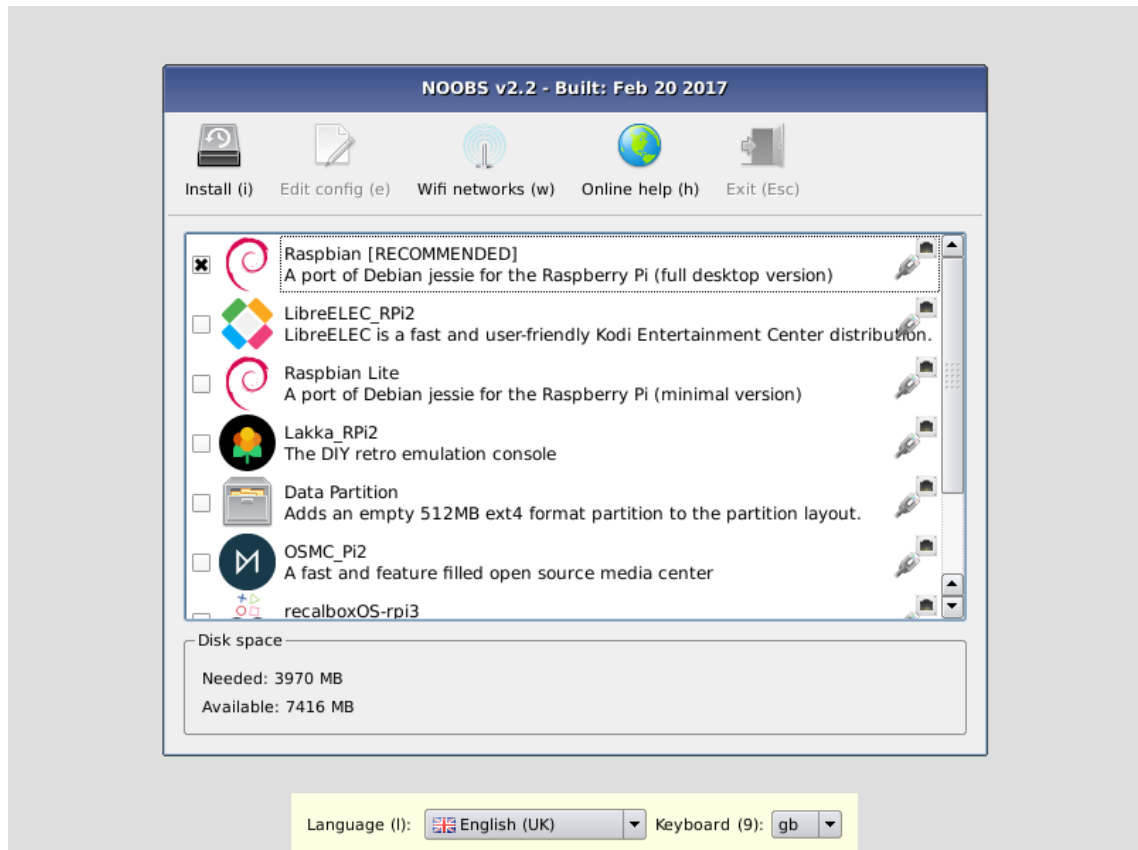 NOOBS v2.2 - Built: Feb 20 2017
Install (i) Edit config (e) Wifi networks (w) Online help (h) Exit (Esc)
Raspbian [RECOMMENDED]
A port of Debian jessie for the Raspberry Pi (full desktop version)
LibreELEC_RPi2
LibreELEC is a fast and user-friendly Kodi Entertainment Center distribution.
Raspbian Lite
A port of Debian jessie for the Raspberry Pi (minimal version)
Lakka_RPi2
The DIY retro emulation console
Data Partition
Adds an empty 512MB ext4 format partition to the partition layout.
OSMC_Pi2
A fast and feature filled open source media center
recalboxOS-rpi3
Disk space
Needed: 3970 MB
Available: 7416 MB
Language (l): English (UK) Keyboard (9): gb